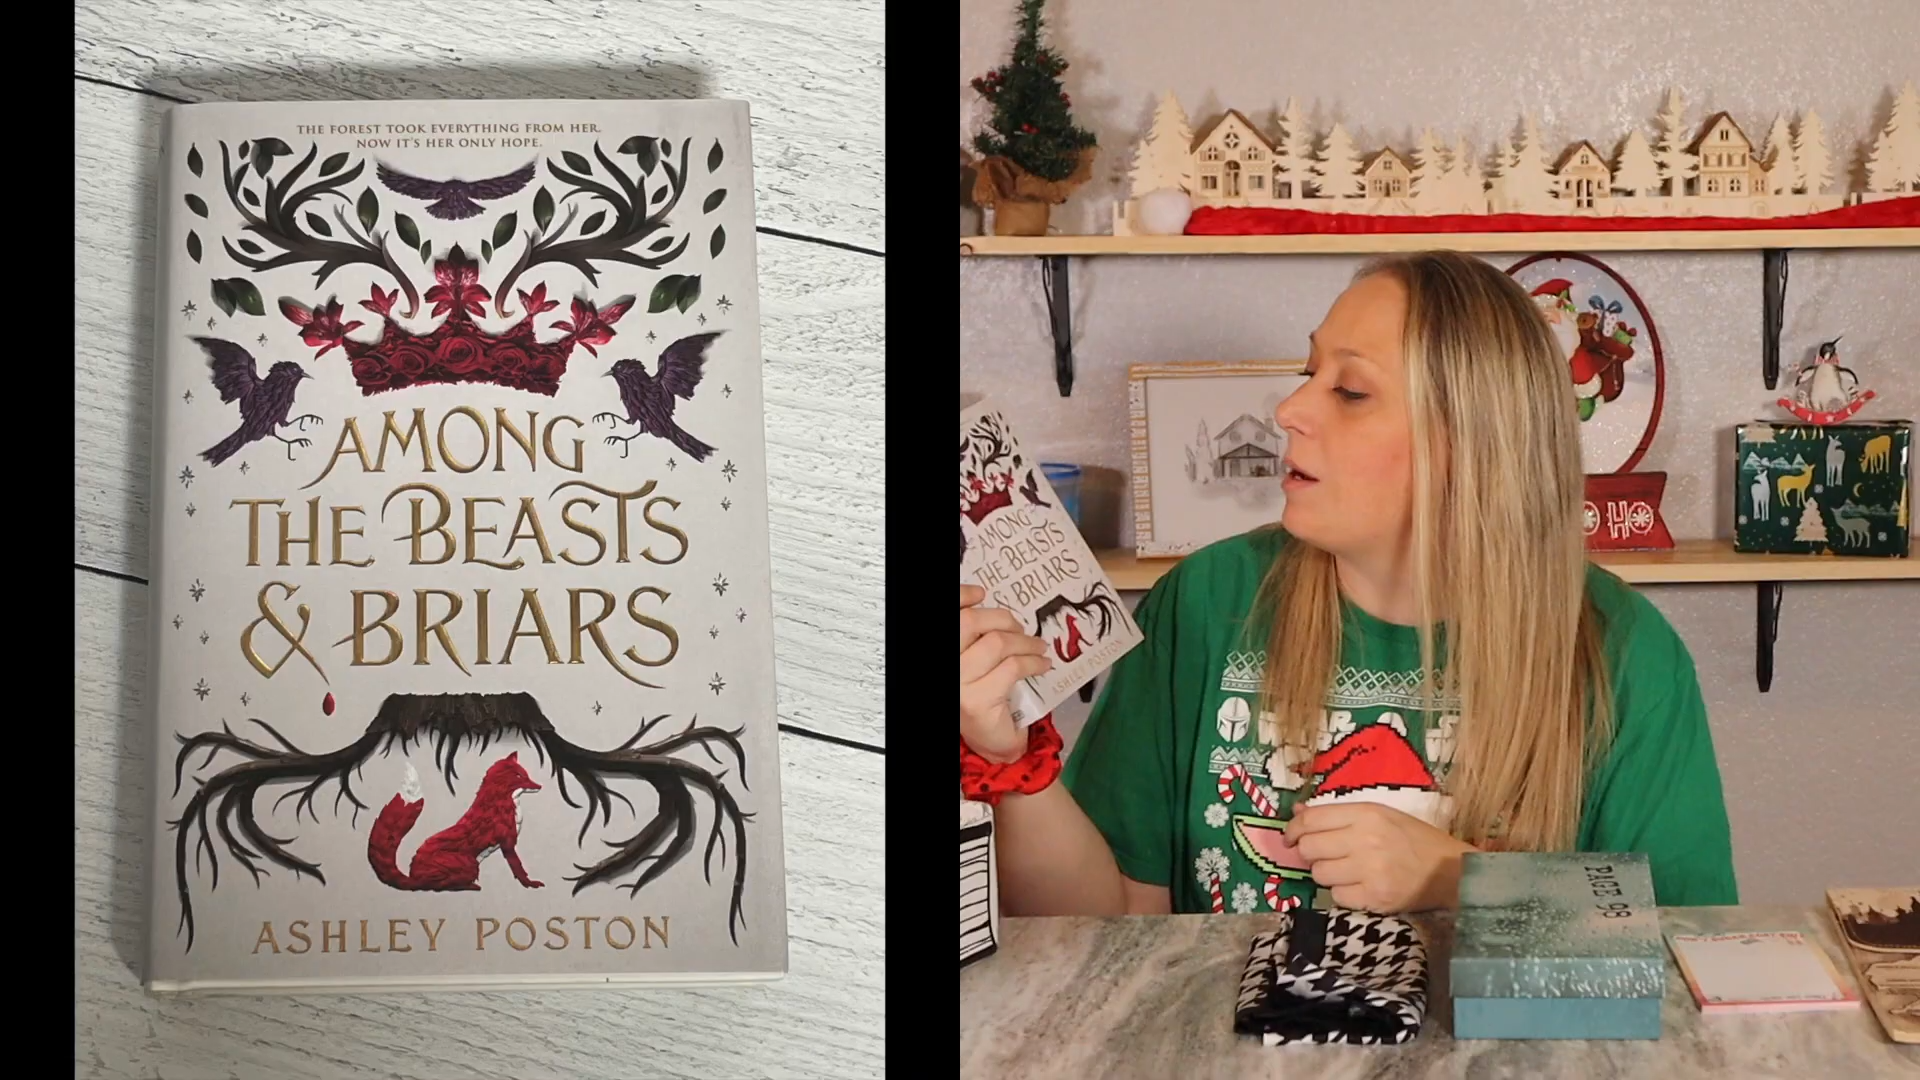 THE FOREST TOOK EVERYTHING FROM HER.
NOW IT'S HER ONLY HOPE.
AMONG
THE BEASTS
& BRIARS
ASHLEY POSTON
AMONG
THE BEASTS
& BRIARS
ASHLEY POSTON
HO
PAGE 98